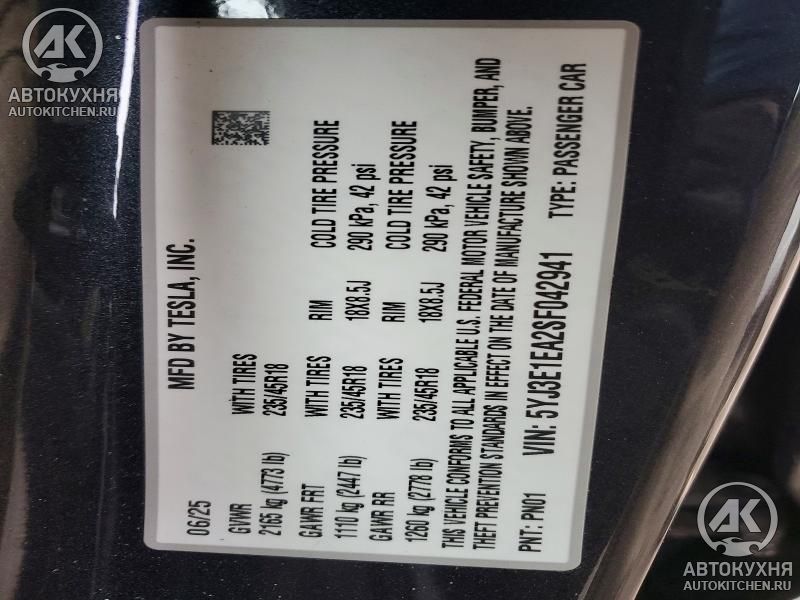 AK
АВТОКУХНЯ
AUTOKITCHEN.RU
MFD BY TESLA, INC.
06/25
GVWR WITH TIRES
2165 kg (4773 lb) 235/45R18
GAWR FRT WITH TIRES RIM COLD TIRE PRESSURE
1110 kg (2447 lb) 235/45R18 18X8.5J 290 kPa, 42 psi
GAWR RR WITH TIRES RIM COLD TIRE PRESSURE
1260 kg (2778 lb) 235/45R18 18X8.5J 290 kPa, 42 psi
THIS VEHICLE CONFORMS TO ALL APPLICABLE U.S. FEDERAL MOTOR VEHICLE SAFETY, BUMPER, AND
THEFT PREVENTION STANDARDS IN EFFECT ON THE DATE OF MANUFACTURE SHOWN ABOVE.
PNT: PN01 VIN: 5YJ3E1EA2SF042941 TYPE: PASSENGER CAR
AK
АВТОКУХНЯ
AUTOKITCHEN.RU